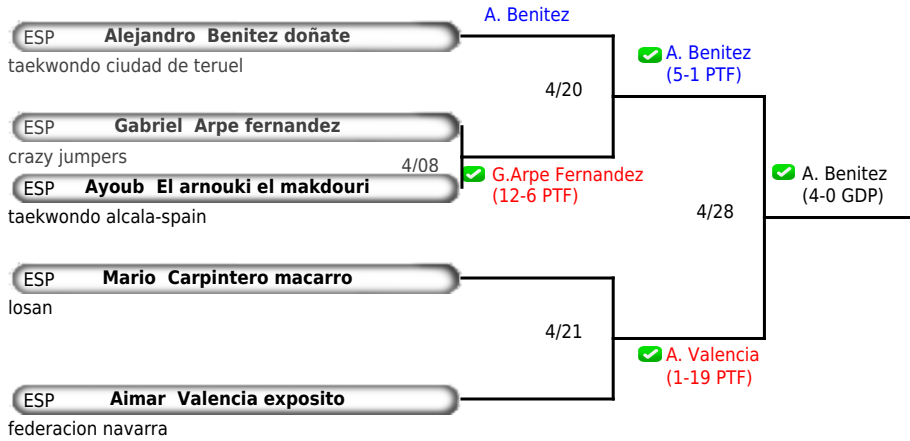 A. Benitez
ESP Alejandro Benitez doñate
taekwondo ciudad de teruel
A. Benitez
(5-1 PTF)
4/20
ESP Gabriel Arpe fernandez
crazy jumpers
4/08
G.Arpe Fernandez
(12-6 PTF)
ESP Ayoub El arnouki el makdouri
taekwondo alcala-spain
A. Benitez
(4-0 GDP)
4/28
ESP Mario Carpintero macarro
losan
4/21
A. Valencia
(1-19 PTF)
ESP Aimar Valencia exposito
federacion navarra